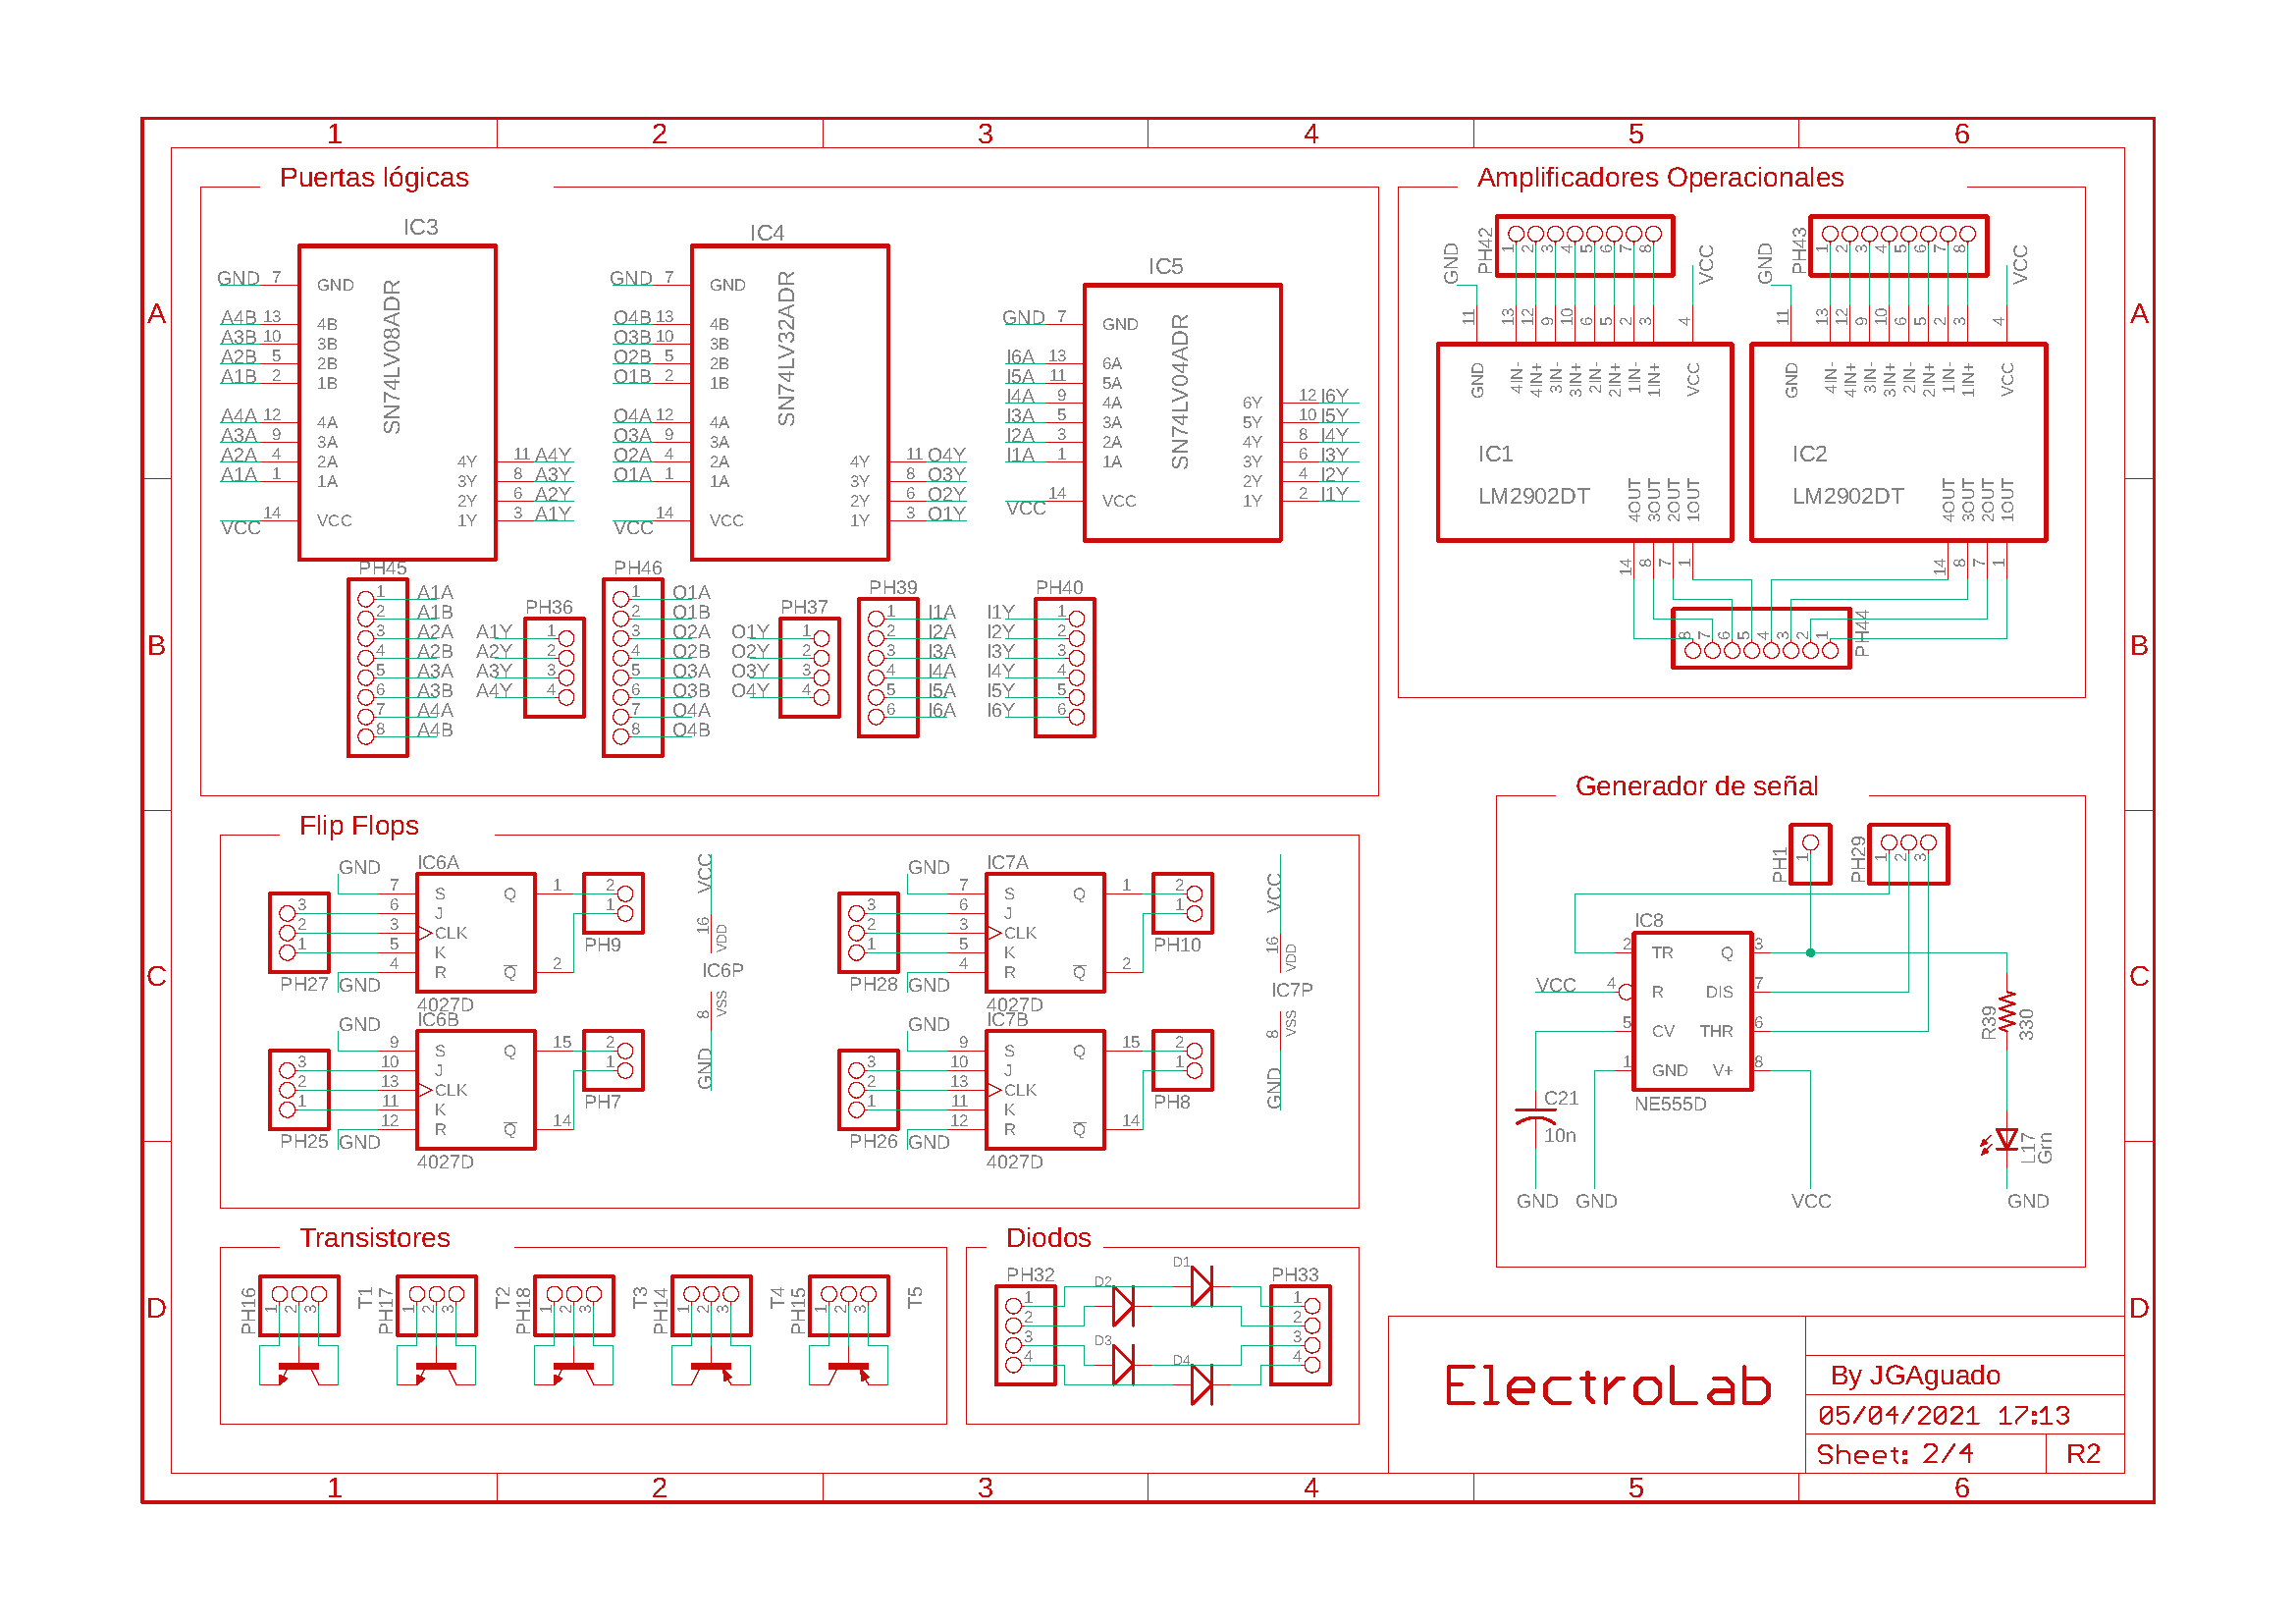 1 2 3 4 5 6
A A
B B
C C
D D
Puertas lógicas
IC3
SN74LV08ADR
GND 7 GND
A4B 13 4B
A3B 10 3B
A2B 5 2B
A1B 2 1B
A4A 12 4A
A3A 9 3A
A2A 4 2A 4Y 11 A4Y
A1A 1 1A 3Y 8 A3Y
2Y 6 A2Y
VCC 14 VCC 1Y 3 A1Y
IC4
SN74LV32ADR
GND 7 GND
O4B 13 4B
O3B 10 3B
O2B 5 2B
O1B 2 1B
O4A 12 4A
O3A 9 3A
O2A 4 2A 4Y 11 O4Y
O1A 1 1A 3Y 8 O3Y
2Y 6 O2Y
VCC 14 VCC 1Y 3 O1Y
IC5
SN74LV04ADR
GND 7 GND
I6A 13 6A
I5A 11 5A
I4A 9 4A 6Y 12 I6Y
I3A 5 3A 5Y 10 I5Y
I2A 3 2A 4Y 8 I4Y
I1A 1 1A 3Y 6 I3Y
2Y 4 I2Y
VCC 14 VCC 1Y 2 I1Y
PH45
1 A1A
2 A1B
3 A2A
4 A2B
5 A3A
6 A3B
7 A4A
8 A4B
PH36
A1Y 1
A2Y 2
A3Y 3
A4Y 4
PH46
1 O1A
2 O1B
3 O2A
4 O2B
5 O3A
6 O3B
7 O4A
8 O4B
PH37
O1Y 1
O2Y 2
O3Y 3
O4Y 4
PH39
1 I1A
2 I2A
3 I3A
4 I4A
5 I5A
6 I6A
PH40
I1Y 1
I2Y 2
I3Y 3
I4Y 4
I5Y 5
I6Y 6
Amplificadores Operacionales
PH42
1 2 3 4 5 6 7 8
GND VCC
11 13 12 9 10 6 5 2 3 4
GND 4IN- 4IN+ 3IN- 3IN+ 2IN- 2IN+ 1IN- 1IN+ VCC
IC1
LM2902DT
4OUT 3OUT 2OUT 1OUT
14 8 7 1
PH43
1 2 3 4 5 6 7 8
GND VCC
11 13 12 9 10 6 5 2 3 4
GND 4IN- 4IN+ 3IN- 3IN+ 2IN- 2IN+ 1IN- 1IN+ VCC
IC2
LM2902DT
4OUT 3OUT 2OUT 1OUT
14 8 7 1
8 7 6 5 4 3 2 1
PH44
Flip Flops
GND IC6A
7 S Q 1 2
3 6 J 1
2 3 CLK
1 5 K PH9
4 R Q 2
PH27 GND
4027D
GND IC6B
9 S Q 15 2
3 10 J 1
2 13 CLK
1 11 K PH7
12 R Q 14
PH25 GND
4027D
VCC
16 VDD
IC6P
8 VSS
GND
GND IC7A
7 S Q 1 2
3 6 J 1
2 3 CLK
1 5 K PH10
4 R Q 2
PH28 GND
4027D
GND IC7B
9 S Q 15 2
3 10 J 1
2 13 CLK
1 11 K PH8
12 R Q 14
PH26 GND
4027D
VCC
16 VDD
IC7P
8 VSS
GND
Generador de señal
PH1 1
PH29 1 2 3
IC8
2 TR Q 3
VCC 4 R DIS 7
5 CV THR 6
1 GND V+ 8
NE555D
R39
330
C21
10n
L17
Grn
GND GND VCC GND
Transistores
PH16 1 2 3 T1
PH17 1 2 3 T2
PH18 1 2 3 T3
PH14 1 2 3 T4
PH15 1 2 3 T5
Diodos
PH32
1
2
3
4
D1
D2
D3
D4
PH33
1
2
3
4
ElectroLab
By JGAguado
05/04/2021 17:13
Sheet: 2/4 R2
1 2 3 4 5 6